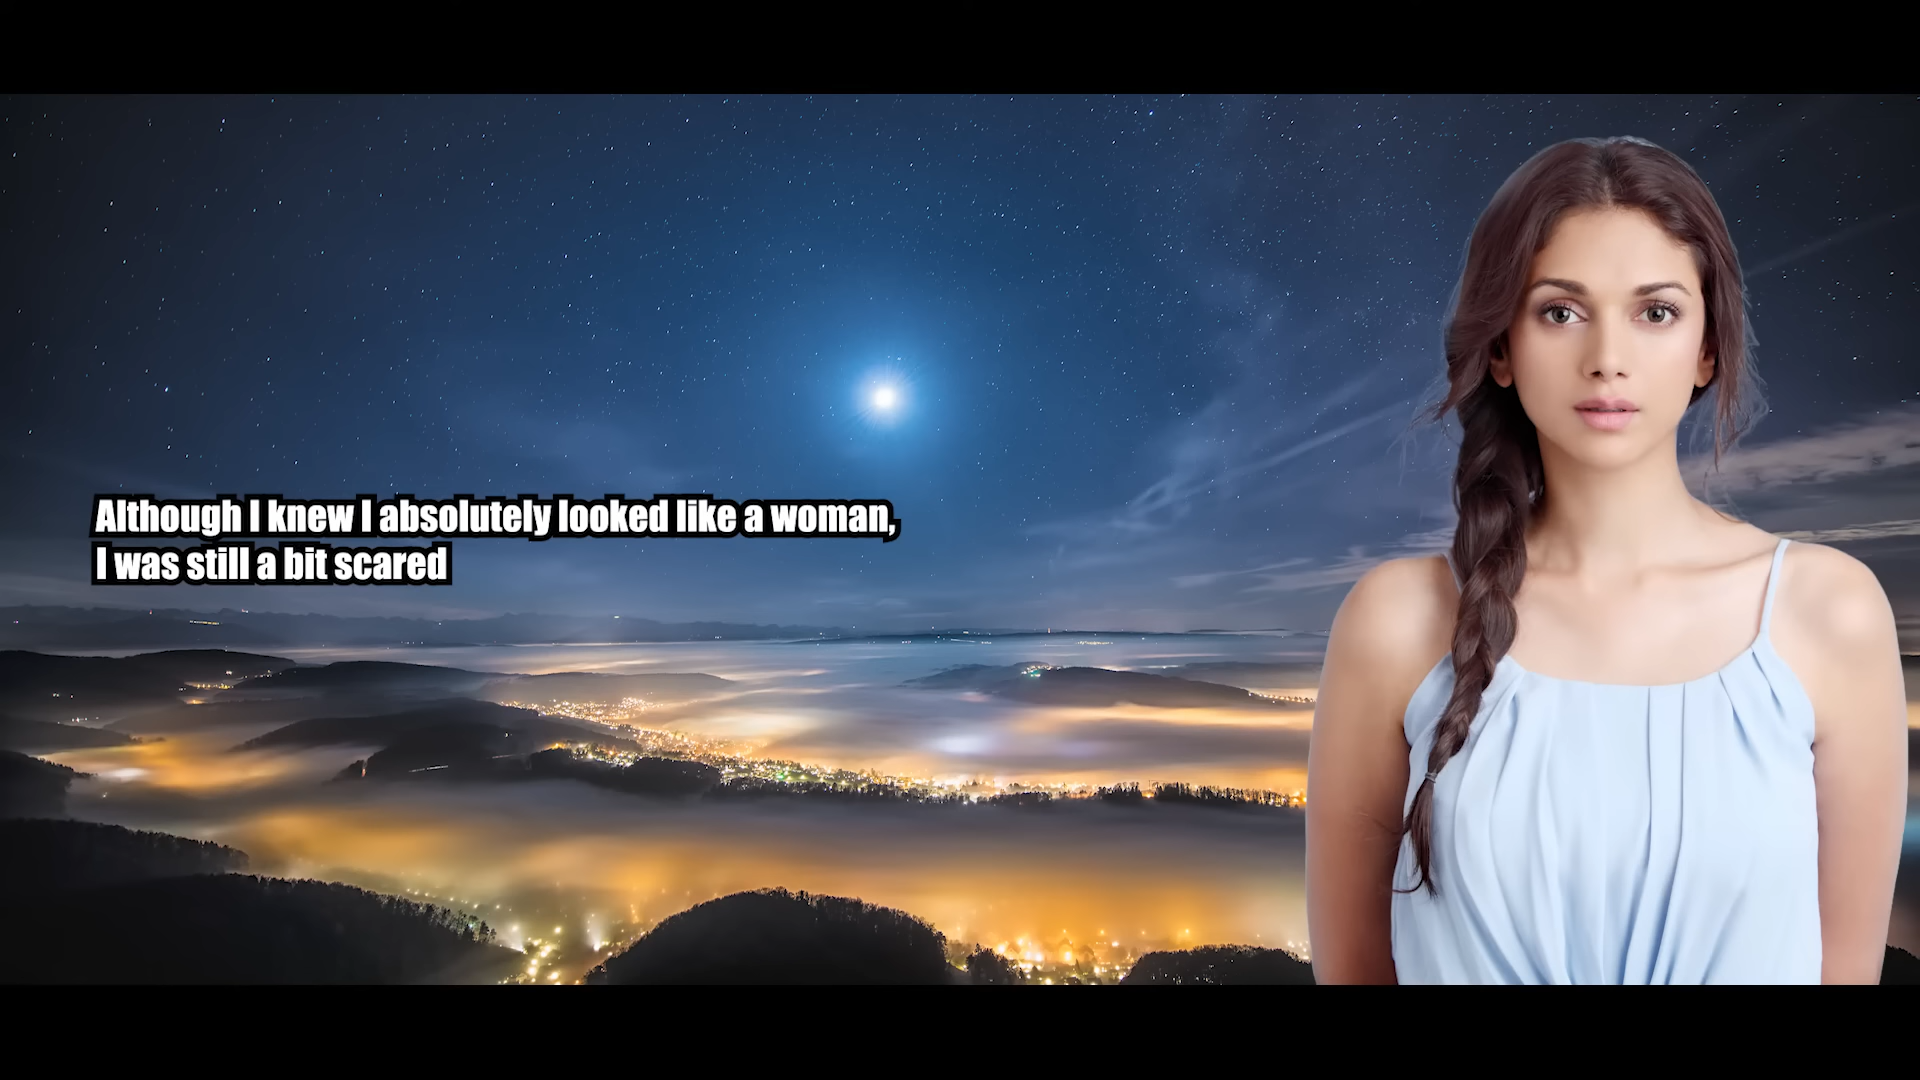 Although I knew I absolutely looked like a woman,
I was still a bit scared